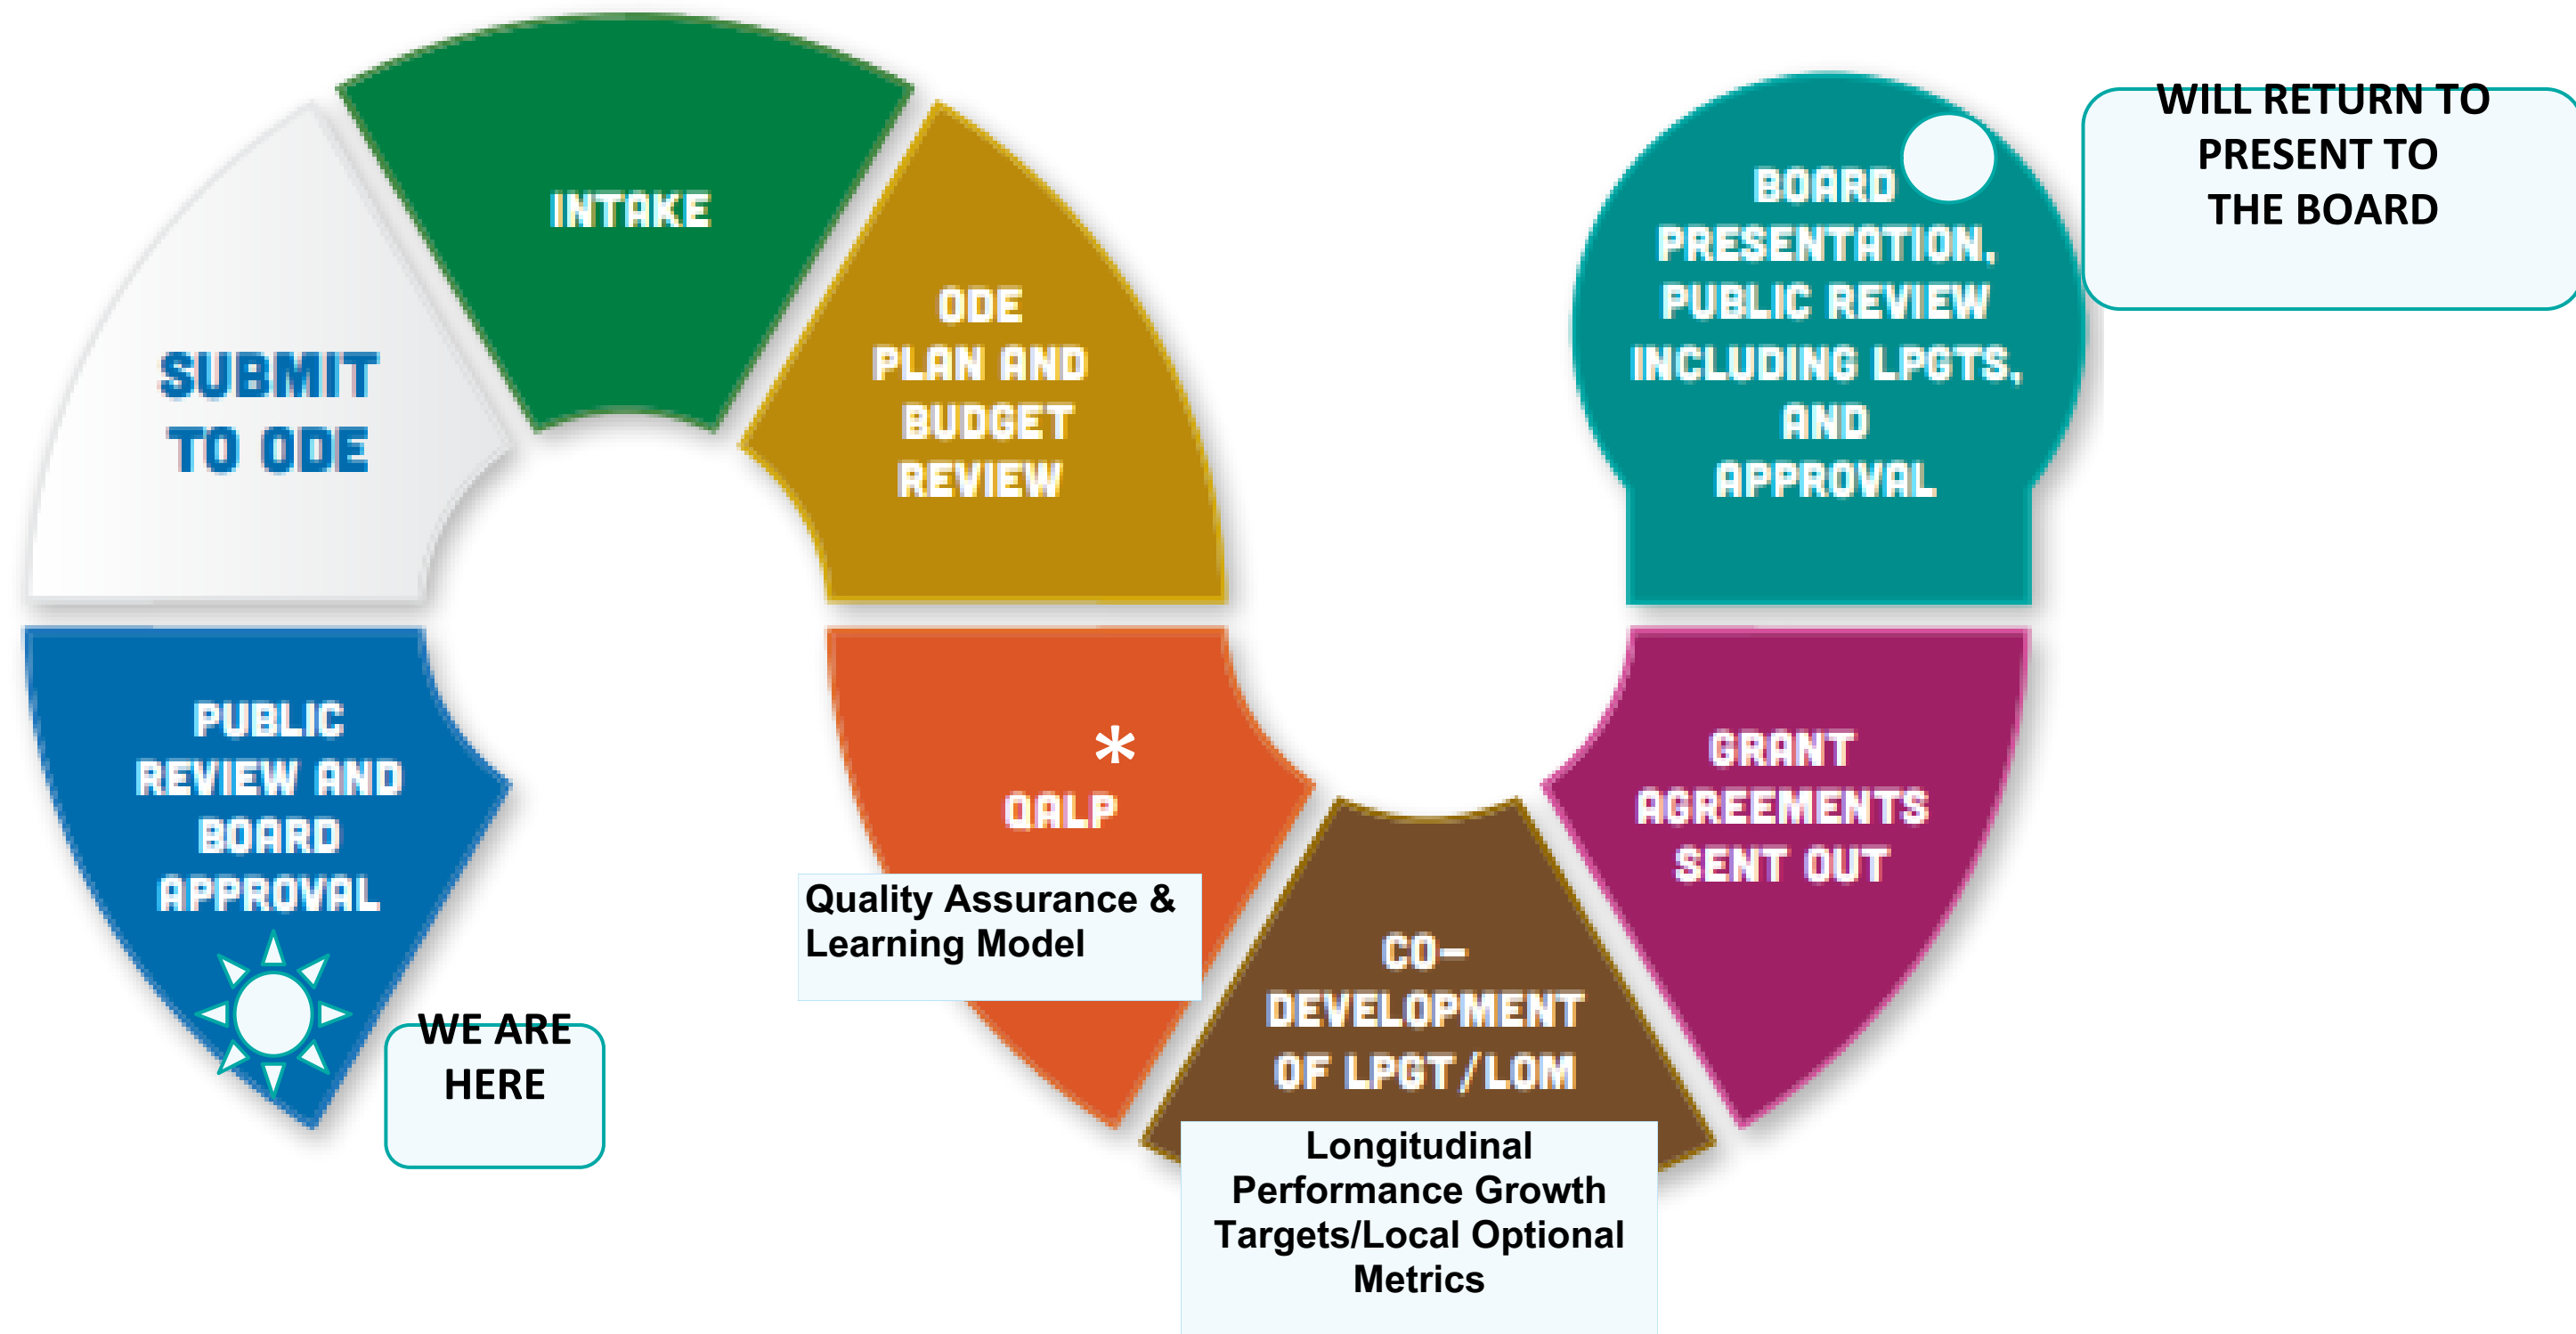 PUBLIC
REVIEW AND
BOARD
APPROVAL
WE ARE
HERE
SUBMIT
TO ODE
INTAKE
ODE
PLAN AND
BUDGET
REVIEW
*
QALP
Quality Assurance &
Learning Model
CO-
DEVELOPMENT
OF LPGT/LOM
Longitudinal
Performance Growth
Targets/Local Optional
Metrics
GRANT
AGREEMENTS
SENT OUT
BOARD
PRESENTATION,
PUBLIC REVIEW
INCLUDING LPGTS,
AND
APPROVAL
WILL RETURN TO
PRESENT TO
THE BOARD